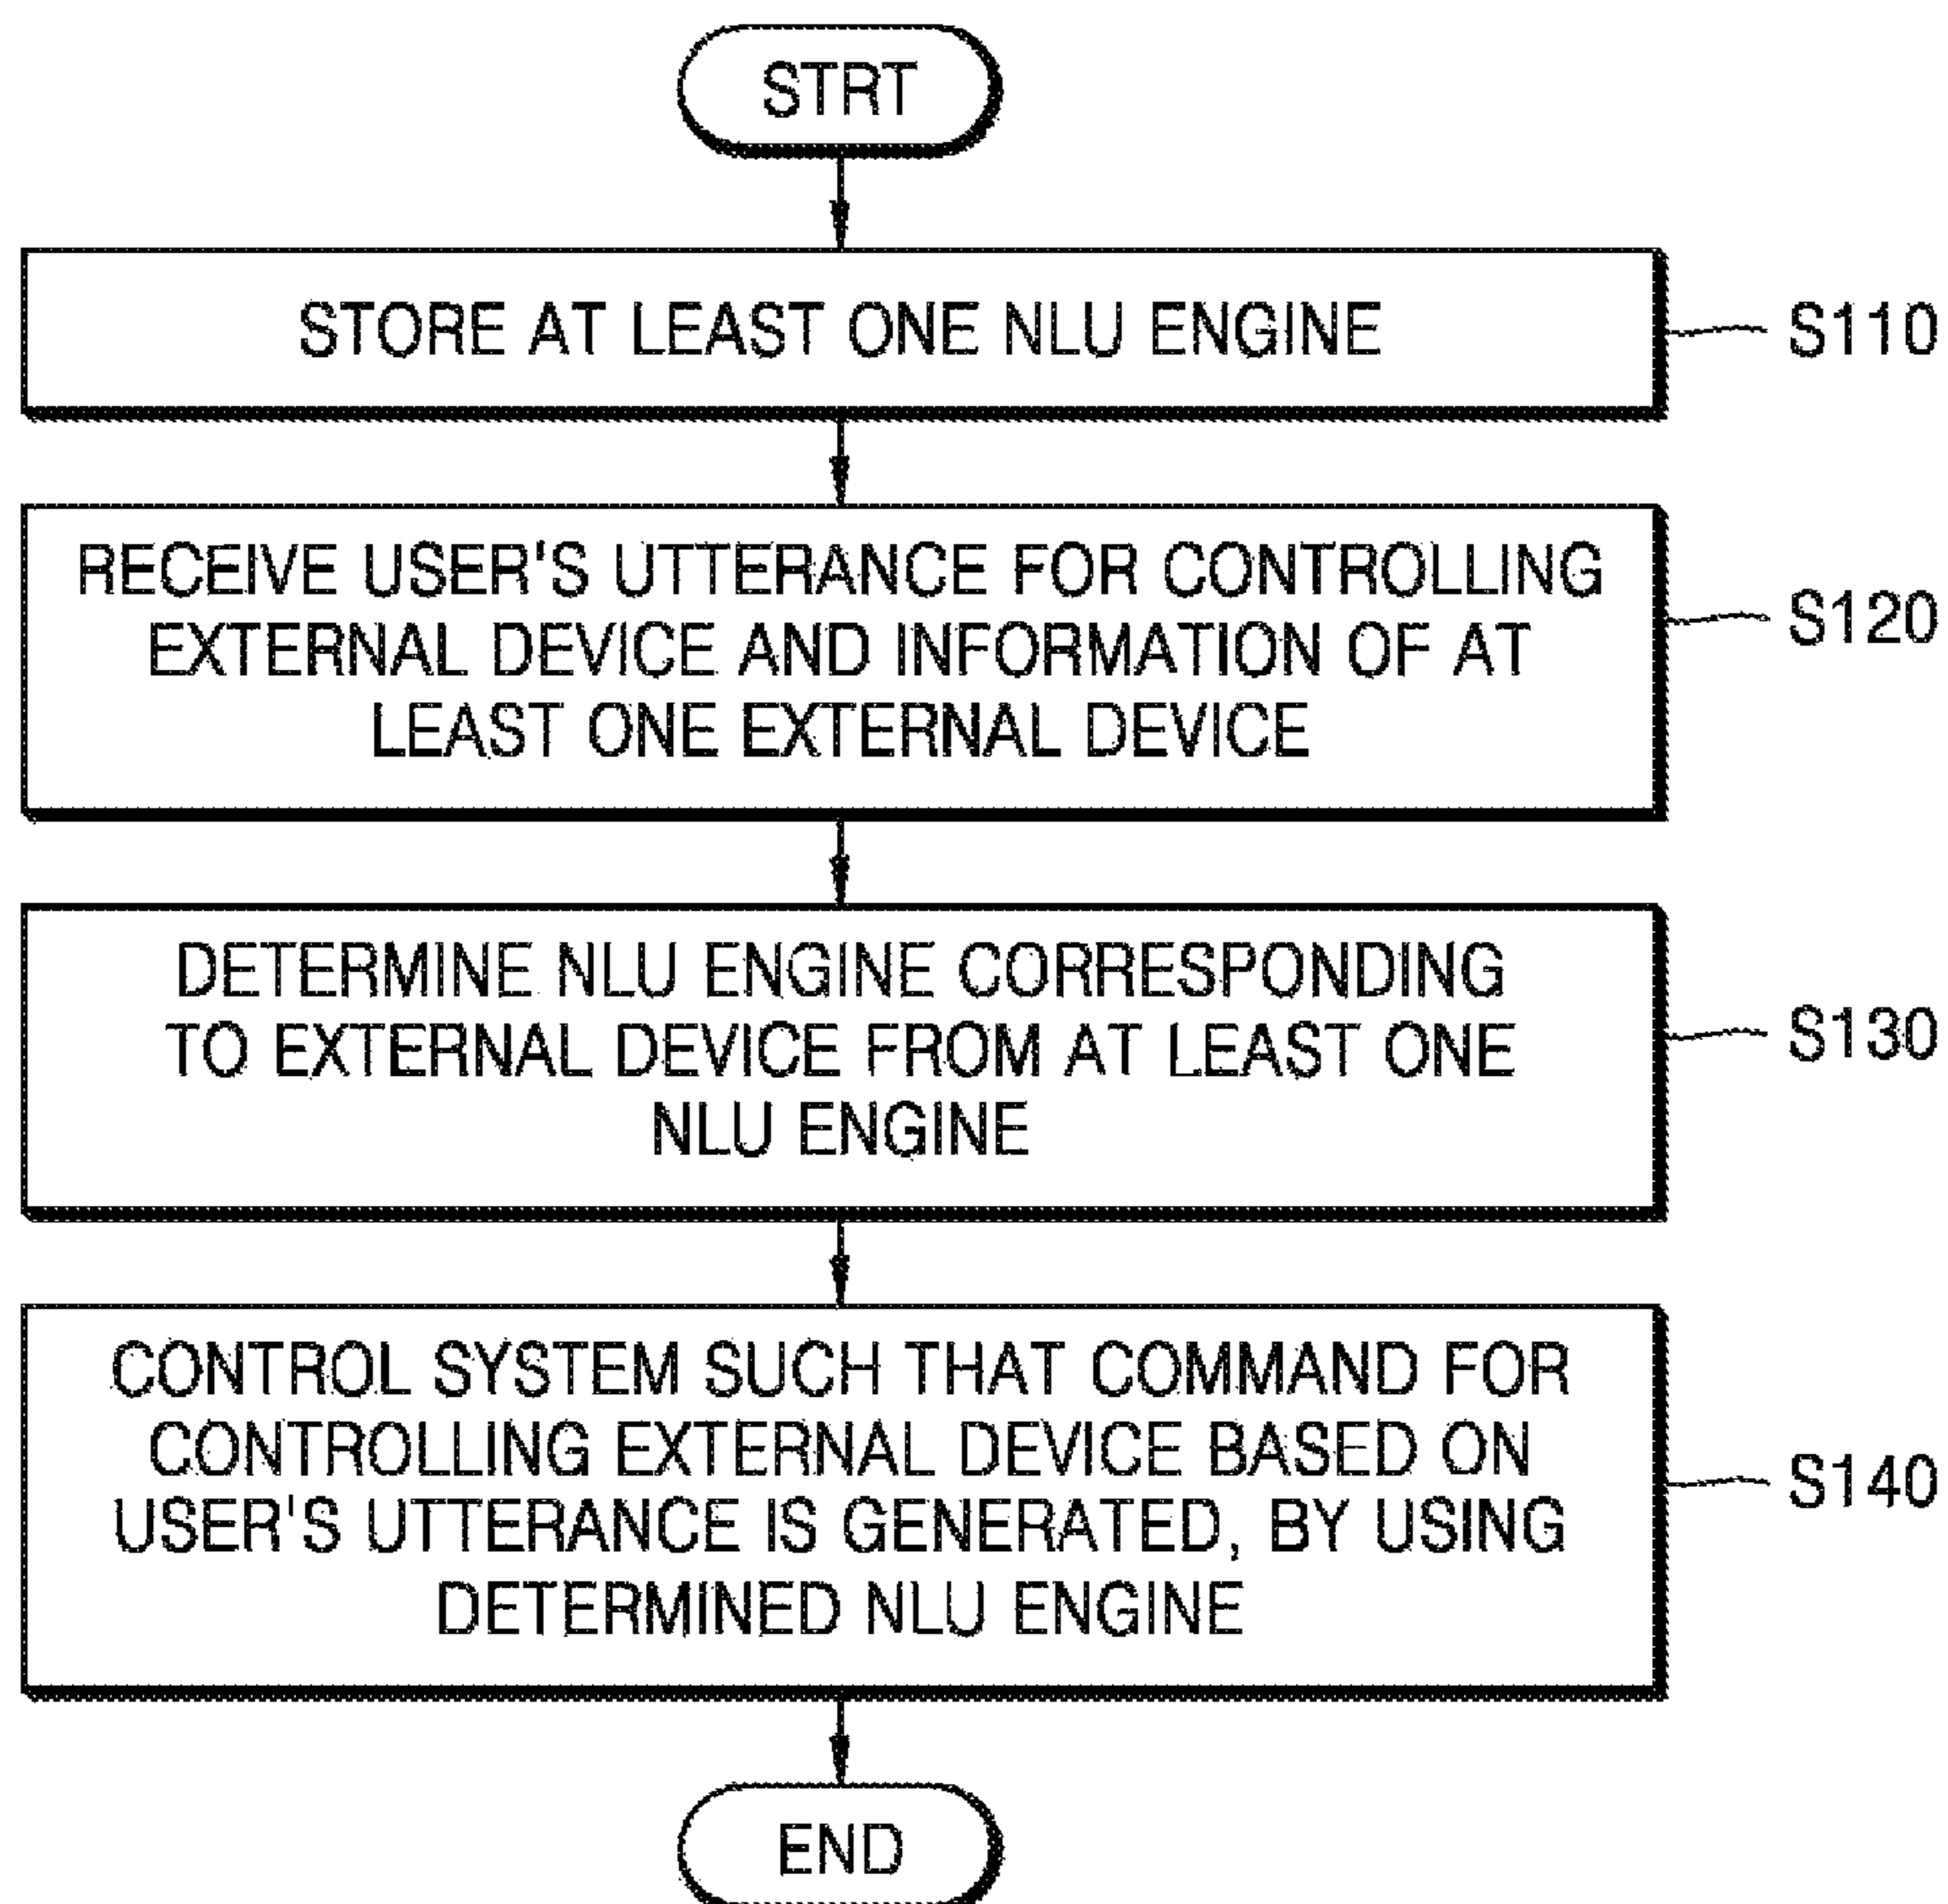 STRT
STORE AT LEAST ONE NLU ENGINE
S110
RECEIVE USER'S UTTERANCE FOR CONTROLLING
EXTERNAL DEVICE AND INFORMATION OF AT
LEAST ONE EXTERNAL DEVICE
S120
DETERMINE NLU ENGINE CORRESPONDING
TO EXTERNAL DEVICE FROM AT LEAST ONE
NLU ENGINE
S130
CONTROL SYSTEM SUCH THAT COMMAND FOR
CONTROLLING EXTERNAL DEVICE BASED ON
USER'S UTTERANCE IS GENERATED, BY USING
DETERMINED NLU ENGINE
S140
END